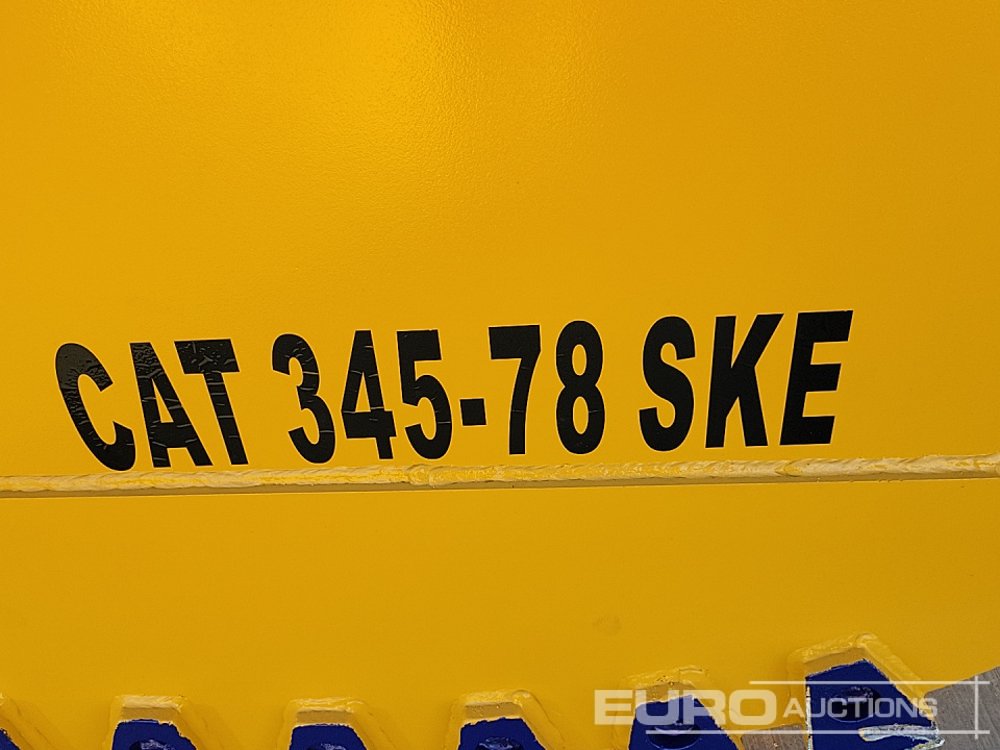 CAT 345-78 SKE
EURO AUCTIONS